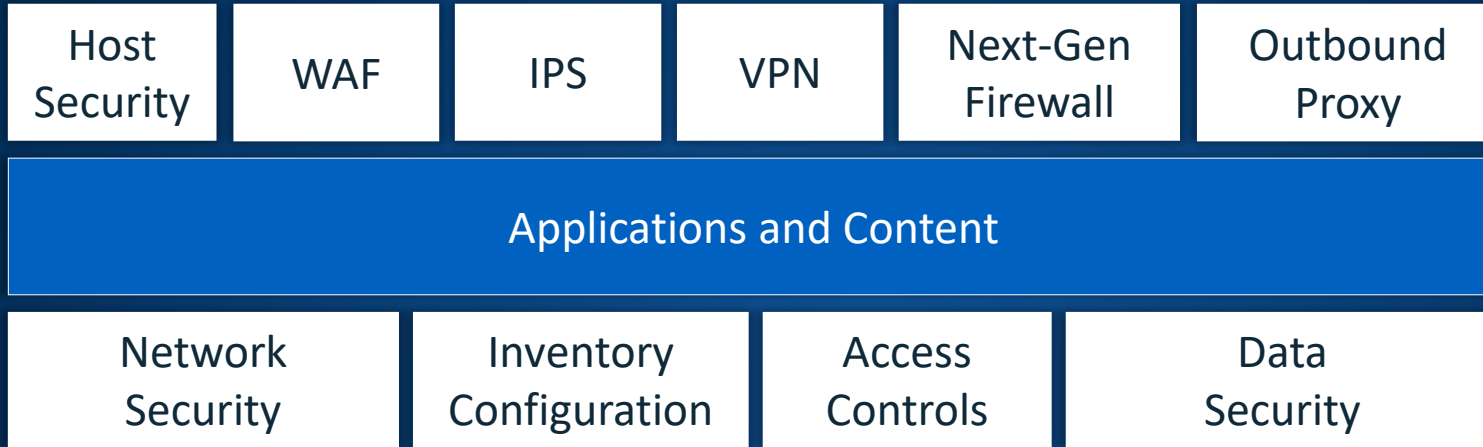 Host
Security
WAF
IPS
VPN
Next-Gen
Firewall
Outbound
Proxy
Applications and Content
Network
Security
Inventory
Configuration
Access
Controls
Data
Security